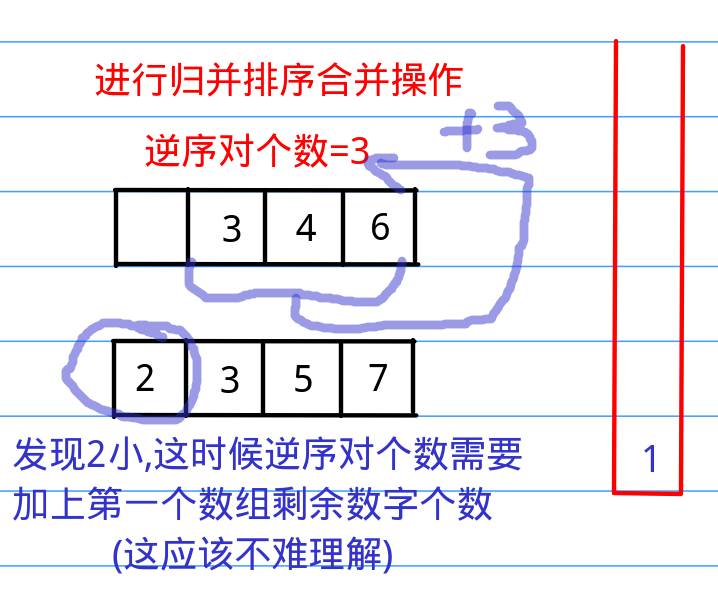 进行归并排序合并操作
+3
逆序对个数=3
3 4 6
2 3 5 7
发现2小,这时候逆序对个数需要
1
加上第一个数组剩余数字个数
(这应该不难理解)